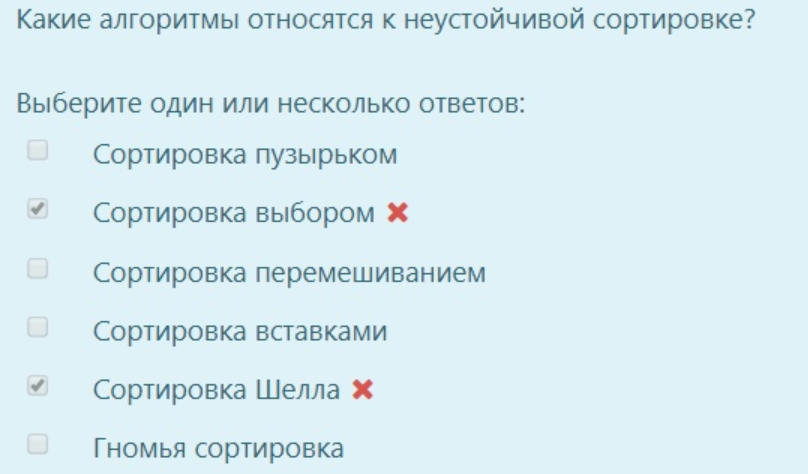 Какие алгоритмы относятся к неустойчивой сортировке?
Выберите один или несколько ответов:
Сортировка пузырьком
Сортировка выбором
Сортировка перемешиванием
Сортировка вставками
Сортировка Шелла
Гномья сортировка